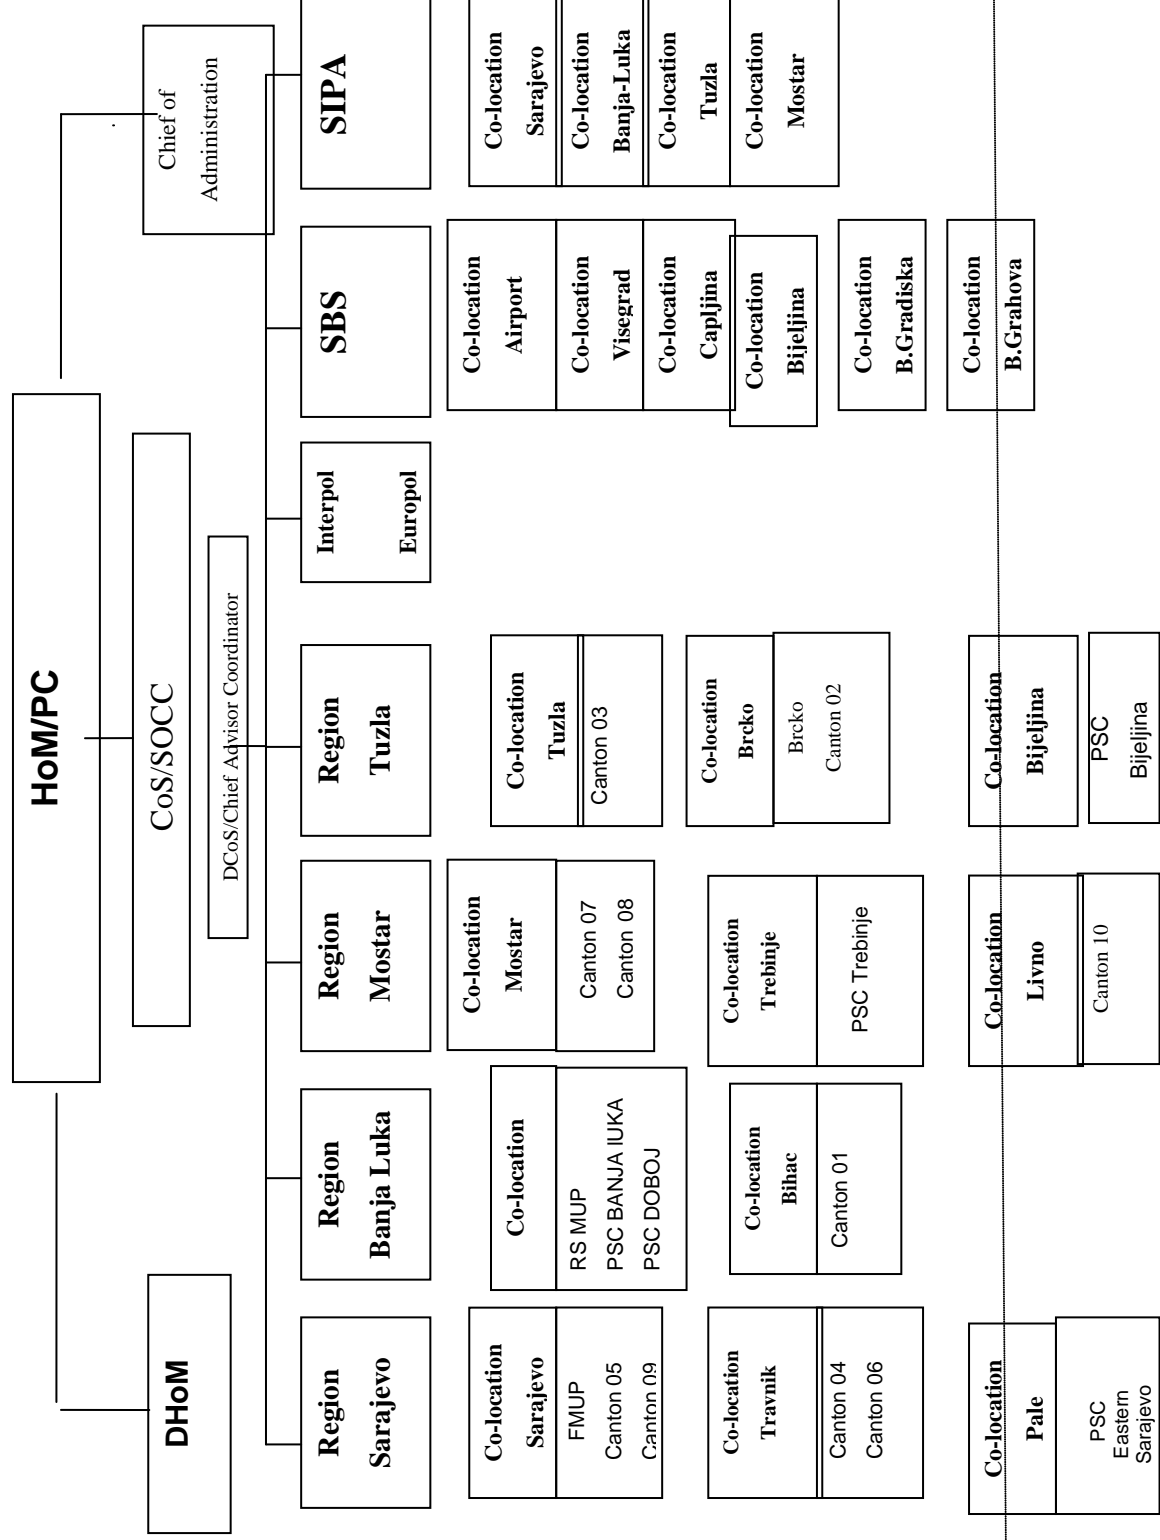 HoM/PC
DHoM
Chief of
Administration
CoS/SOCC
DCoS/Chief Advisor Coordinator
Region
Sarajevo
Region
Banja Luka
Region
Mostar
Region
Tuzla
Interpol
Europol
SBS
SIPA
Co-location
Sarajevo
FMUP
Canton 05
Canton 09
Co-location
Travnik
Canton 04
Canton 06
Co-location
Pale
PSC
Eastern
Sarajevo
Co-location
RS MUP
PSC BANJA lUKA
PSC DOBOJ
Co-location
Bihac
Canton 01
Co-location
Mostar
Canton 07
Canton 08
Co-location
Trebinje
PSC Trebinje
Co-location
Livno
Canton 10
Co-location
Tuzla
Canton 03
Co-location
Brcko
Brcko
Canton 02
Co-location
Bijeljina
PSC
Bijeljina
Co-location
Airport
Co-location
Visegrad
Co-location
Capljina
Co-location
Bijeljina
Co-location
B.Gradiska
Co-location
B.Grahova
Co-location
Sarajevo
Co-location
Banja-Luka
Co-location
Tuzla
Co-location
Mostar